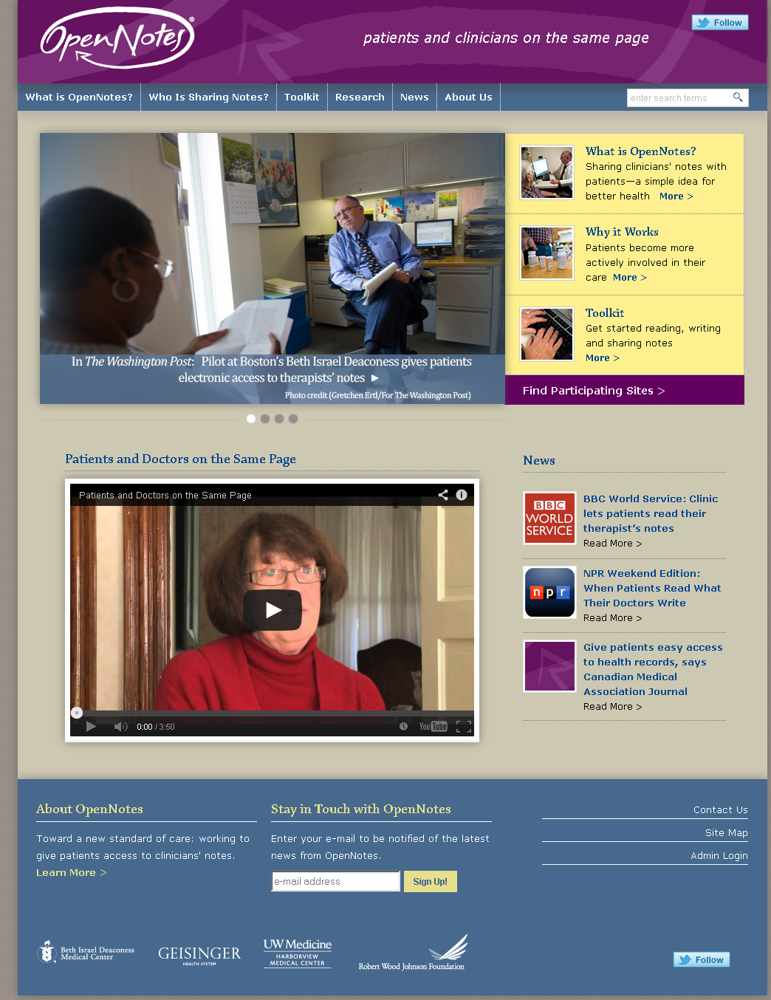 OpenNotes®
patients and clinicians on the same page
Follow
What is OpenNotes?
Who Is Sharing Notes?
Toolkit
Research
News
About Us
enter search terms
In The Washington Post: Pilot at Boston's Beth Israel Deaconess gives patients
electronic access to therapists' notes ►
Photo credit (Gretchen Ertl/For The Washington Post)
What is OpenNotes?
Sharing clinicians' notes with
patients—a simple idea for
better health More >
Why it Works
Patients become more
actively involved in their
care More >
Toolkit
Get started reading, writing
and sharing notes
More >
Find Participating Sites >
Patients and Doctors on the Same Page
Patients and Doctors on the Same Page
0:00 / 3:50
YouTube
News
BBC
WORLD
SERVICE
BBC World Service: Clinic
lets patients read their
therapist's notes
Read More >
npr
NPR Weekend Edition:
When Patients Read What
Their Doctors Write
Read More >
Give patients easy access
to health records, says
Canadian Medical
Association Journal
Read More >
About OpenNotes
Toward a new standard of care: working to
give patients access to clinicians' notes.
Learn More >
Stay in Touch with OpenNotes
Enter your e-mail to be notified of the latest
news from OpenNotes.
e-mail address
Sign Up!
Contact Us
Site Map
Admin Login
Beth Israel Deaconess
Medical Center
GEISINGER
HEALTH SYSTEM
UW Medicine
HARBORVIEW
MEDICAL CENTER
Robert Wood Johnson Foundation
Follow